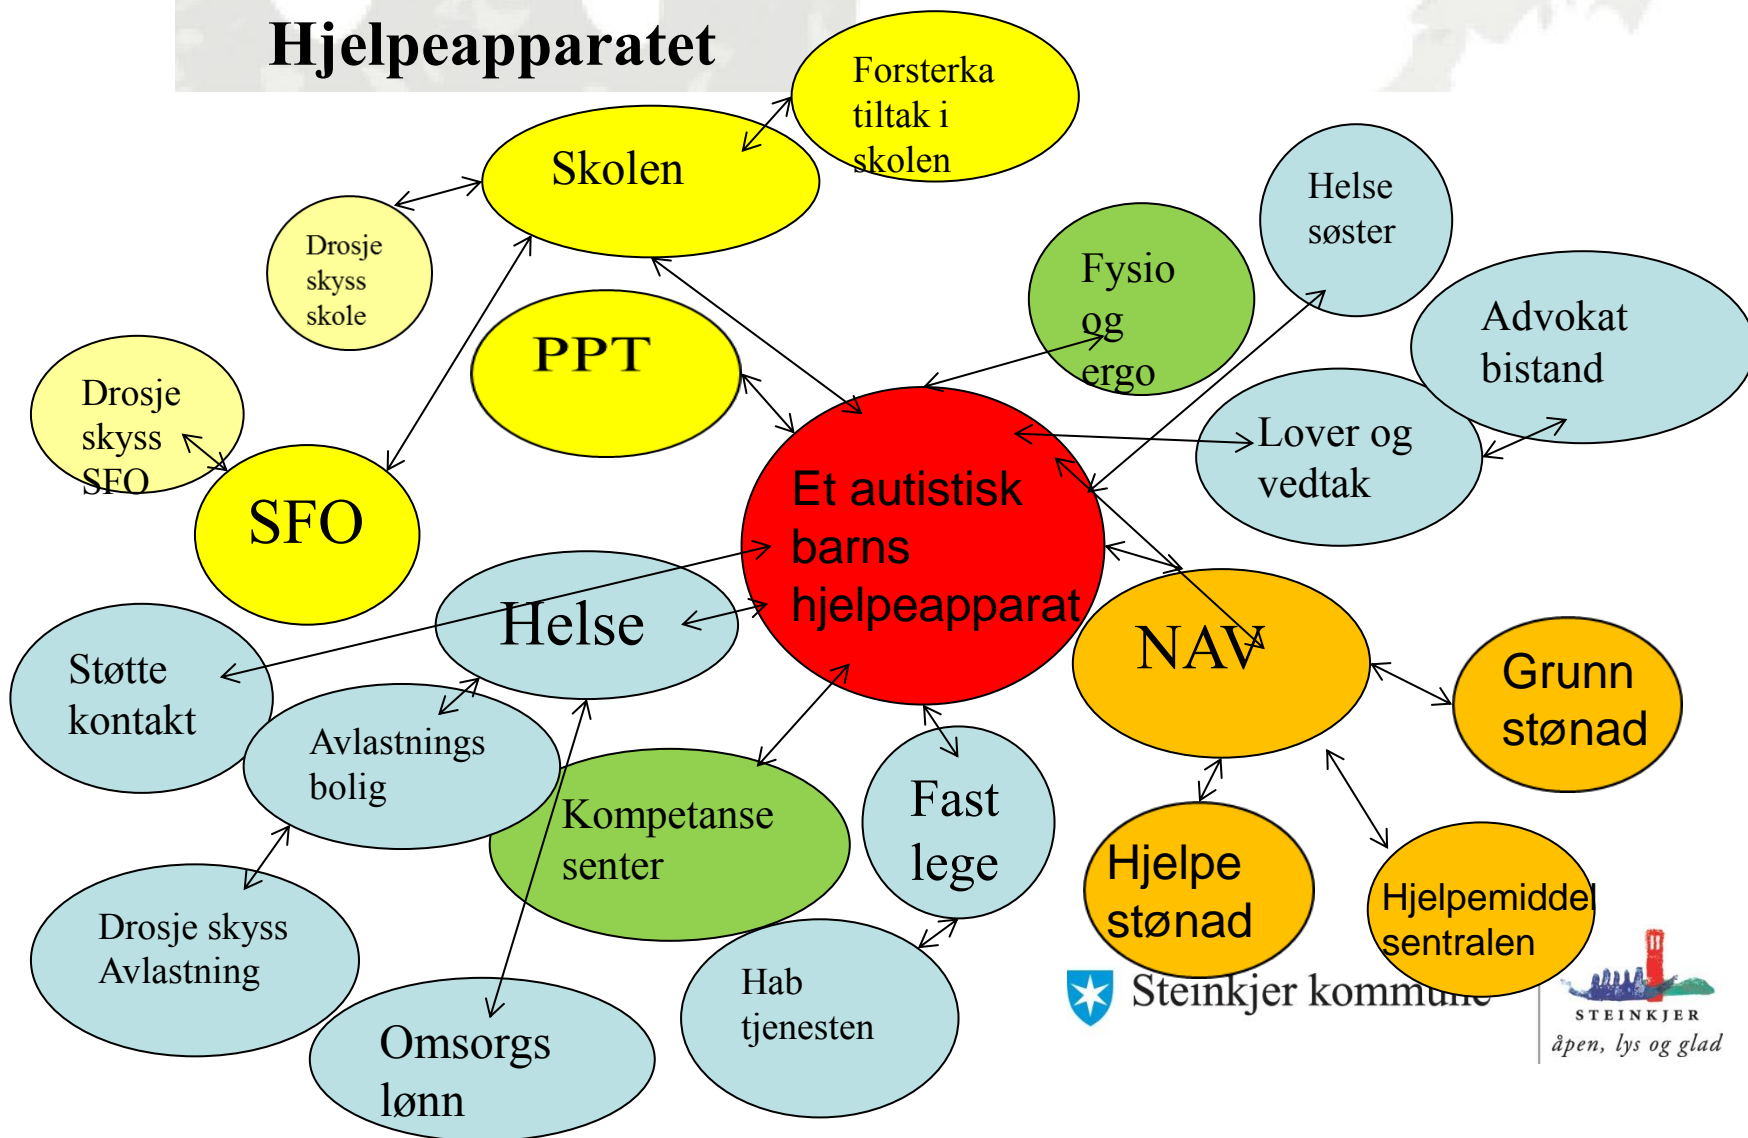 Hjelpeapparatet
Forsterka
tiltak i
skolen
Skolen
Helse
søster
Drosje
skyss
skole
Fysio
og
ergo
Advokat
bistand
PPT
Drosje
skyss
SFO
Lover og
vedtak
SFO
Et autistisk
barns
hjelpeapparat
Helse
NAV
Støtte
kontakt
Grunn
stønad
Avlastnings
bolig
Kompetanse
senter
Fast
lege
Hjelpe
stønad
Hjelpemiddel
sentralen
Drosje skyss
Avlastning
Hab
tjenesten
Omsorgs
lønn
Steinkjer kommune
STEINKJER
åpen, lys og glad